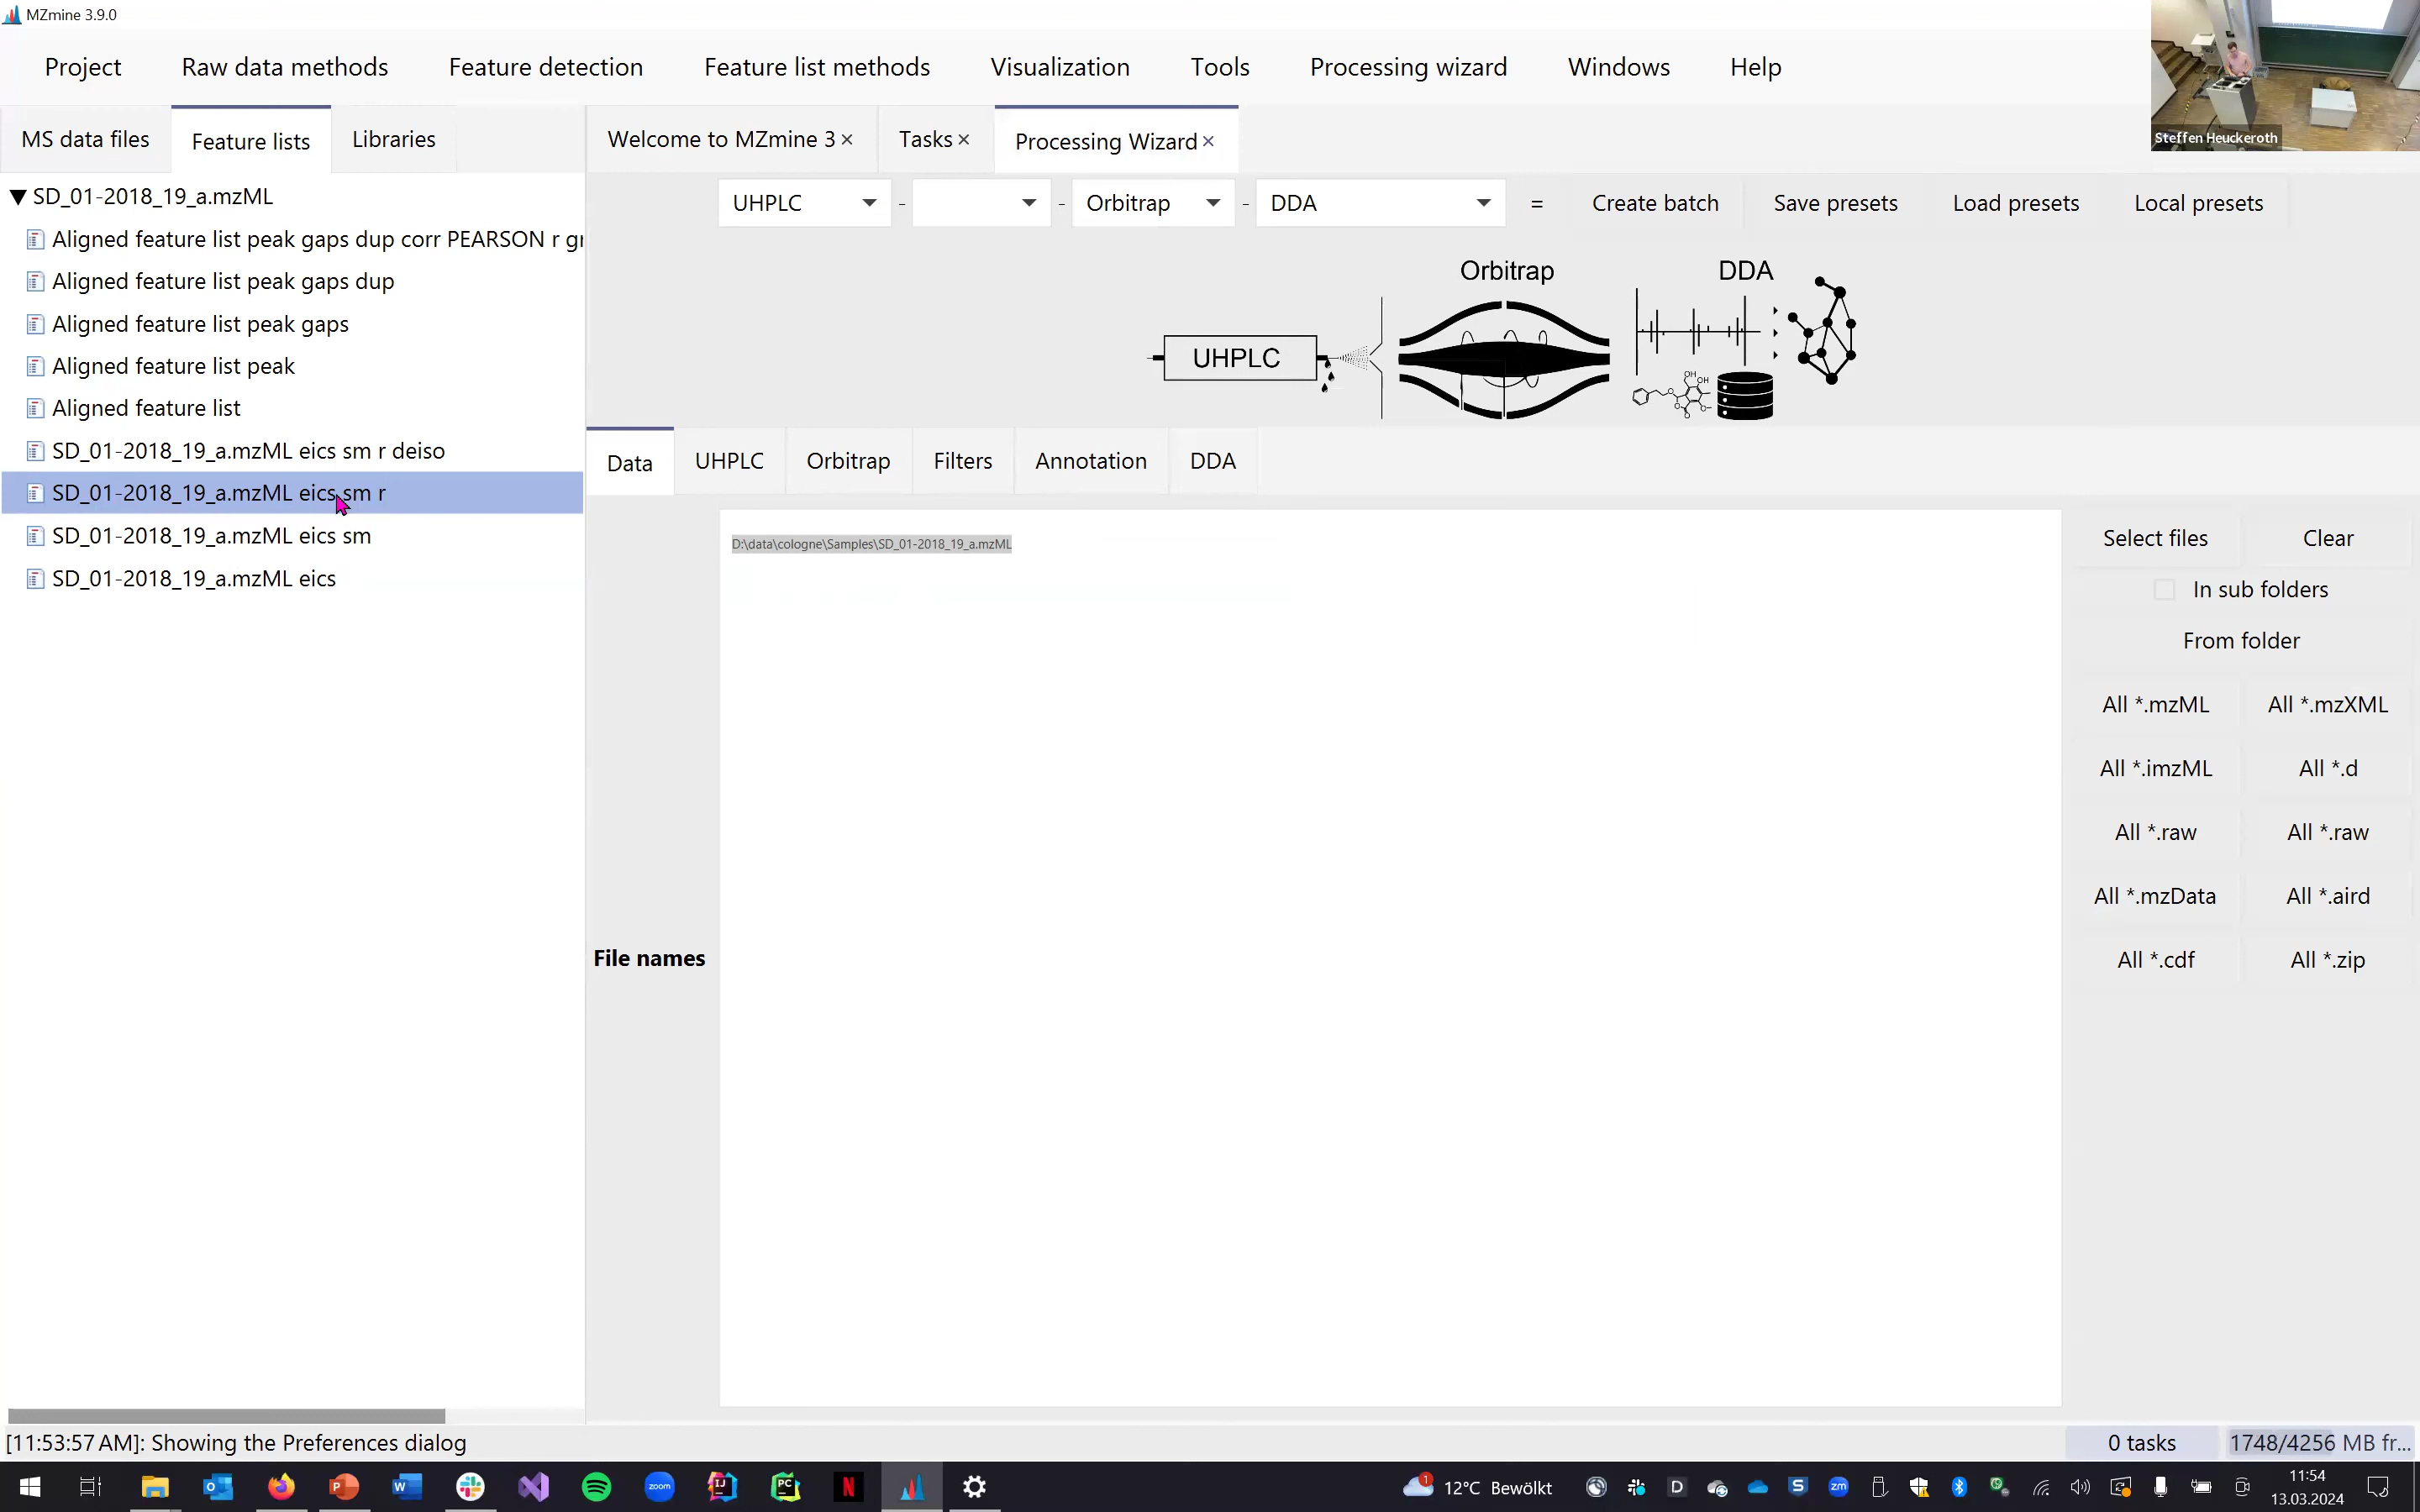 MZmine 3.9.0
Project Raw data methods Feature detection Feature list methods Visualization Tools Processing wizard Windows Help
Steffen Heuckeroth
MS data files Feature lists Libraries
Welcome to MZmine 3 × Tasks × Processing Wizard ×
SD_01-2018_19_a.mzML
Aligned feature list peak gaps dup corr PEARSON r gr
Aligned feature list peak gaps dup
Aligned feature list peak gaps
Aligned feature list peak
Aligned feature list
SD_01-2018_19_a.mzML eics sm r deiso
SD_01-2018_19_a.mzML eics sm r
SD_01-2018_19_a.mzML eics sm
SD_01-2018_19_a.mzML eics
UHPLC - - Orbitrap - DDA = Create batch Save presets Load presets Local presets
Orbitrap DDA
UHPLC
OH
OH
Data UHPLC Orbitrap Filters Annotation DDA
File names
D:\data\cologne\Samples\SD_01-2018_19_a.mzML
Select files Clear
In sub folders
From folder
All *.mzML All *.mzXML
All *.imzML All *.d
All *.raw All *.raw
All *.mzData All *.aird
All *.cdf All *.zip
[11:53:57 AM]: Showing the Preferences dialog
0 tasks 1748/4256 MB fr...
zoom
1
12°C Bewölkt
zm
11:54
13.03.2024